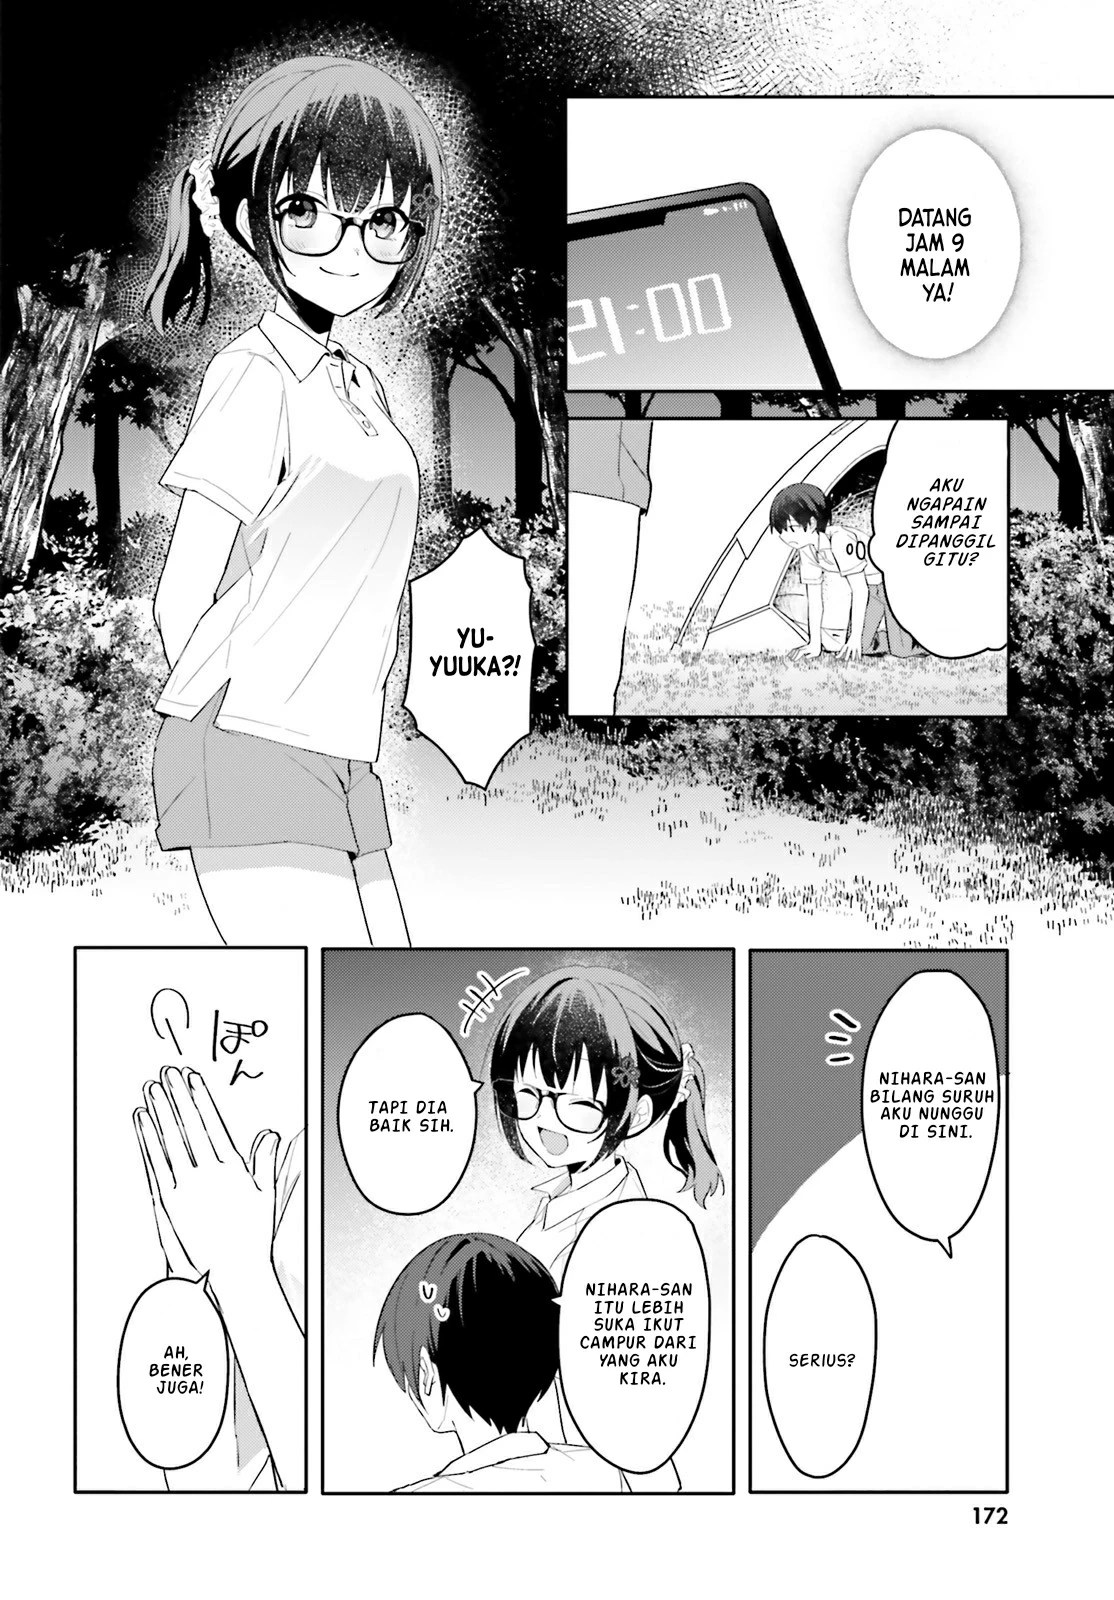 DATANG
JAM 9
MALAM
YA!
21:00
AKU
NGAPAIN
SAMPAI
DIPANGGIL
GITU?
YU-
YUUKA?!
NIHARA-SAN
BILANG SURUH
AKU NUNGGU
DI SINI.
SERIUS?
TAPI DIA
BAIK SIH.
NIHARA-SAN
ITU LEBIH
SUKA IKUT
CAMPUR DARI
YANG AKU
KIRA.
ぽん
AH,
BENER
JUGA!
172